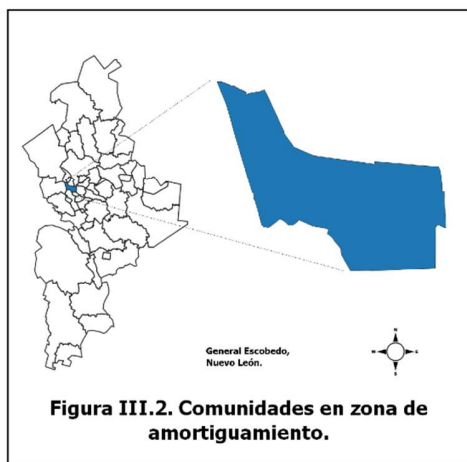 General Escobedo,
Nuevo León.
N
W E
S
Figura III.2. Comunidades en zona de
amortiguamiento.